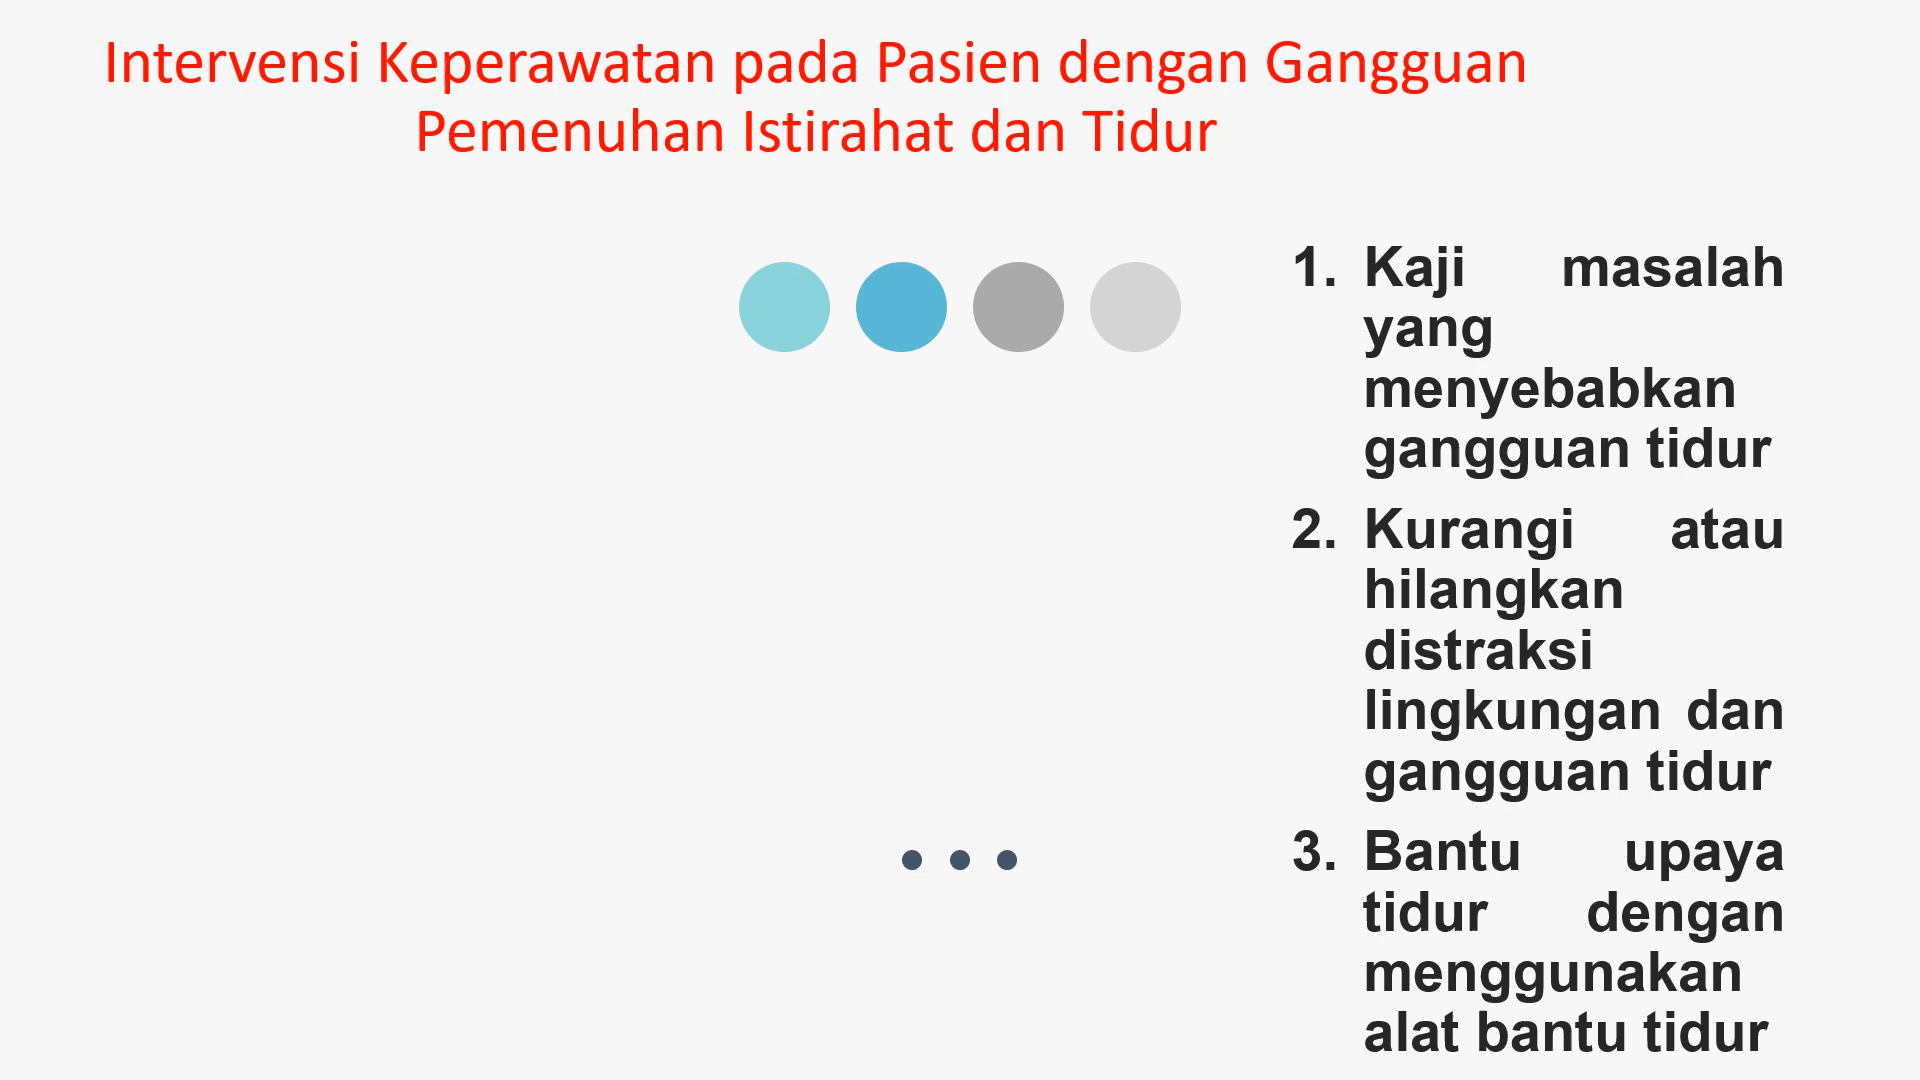 Intervensi Keperawatan pada Pasien dengan Gangguan
Pemenuhan Istirahat dan Tidur
1. Kaji masalah
yang
menyebabkan
gangguan tidur
2. Kurangi atau
hilangkan
distraksi
lingkungan dan
gangguan tidur
3. Bantu upaya
tidur dengan
menggunakan
alat bantu tidur